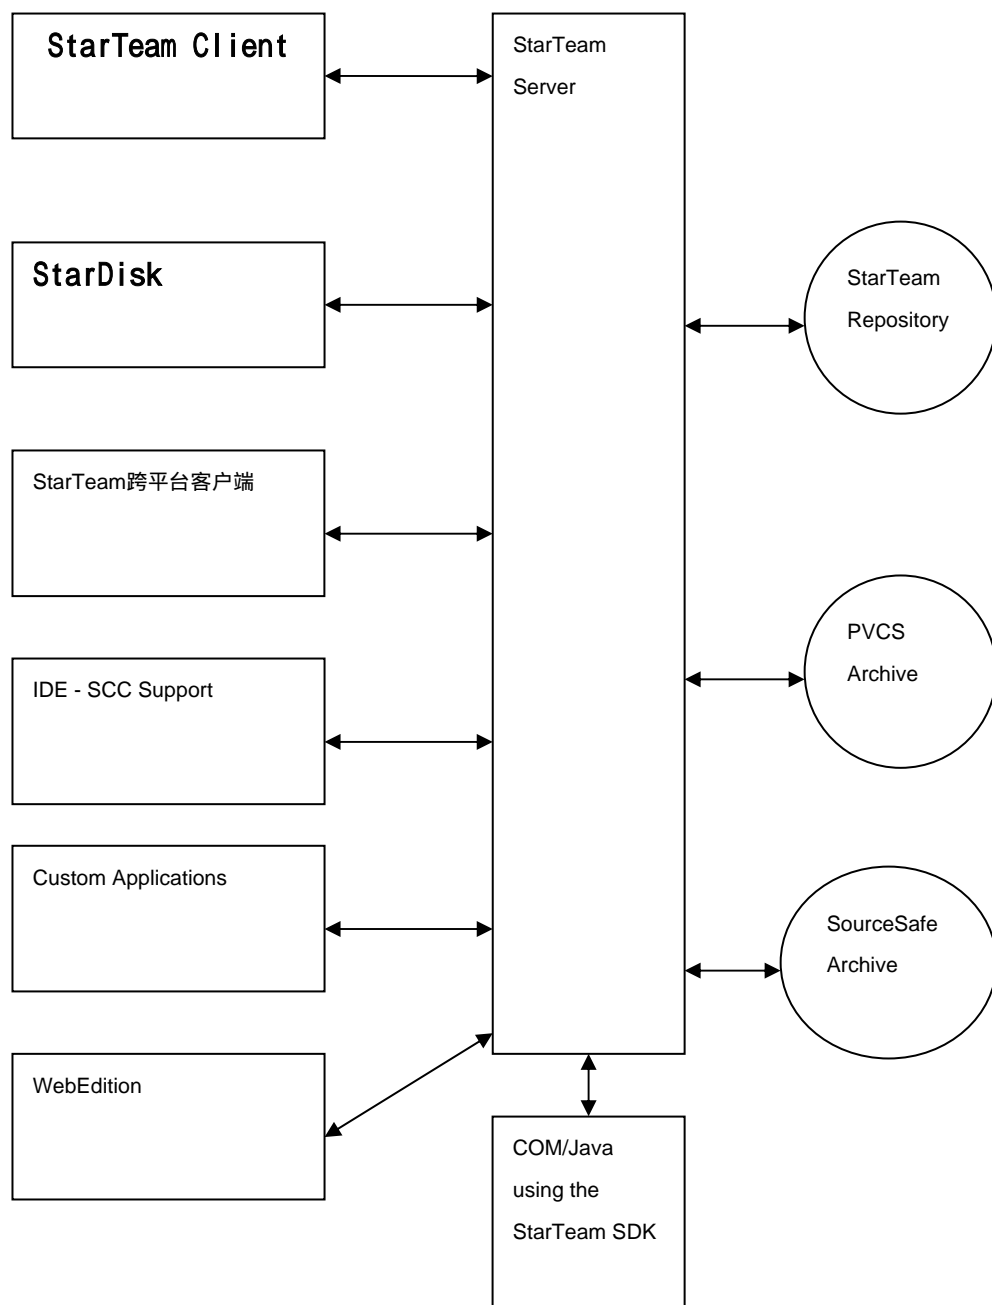 StarTeam Client
StarTeam
Server
StarDisk
StarTeam
Repository
StarTeam跨平台客户端
PVCS
Archive
IDE - SCC Support
Custom Applications
SourceSafe
Archive
WebEdition
COM/Java
using the
StarTeam SDK